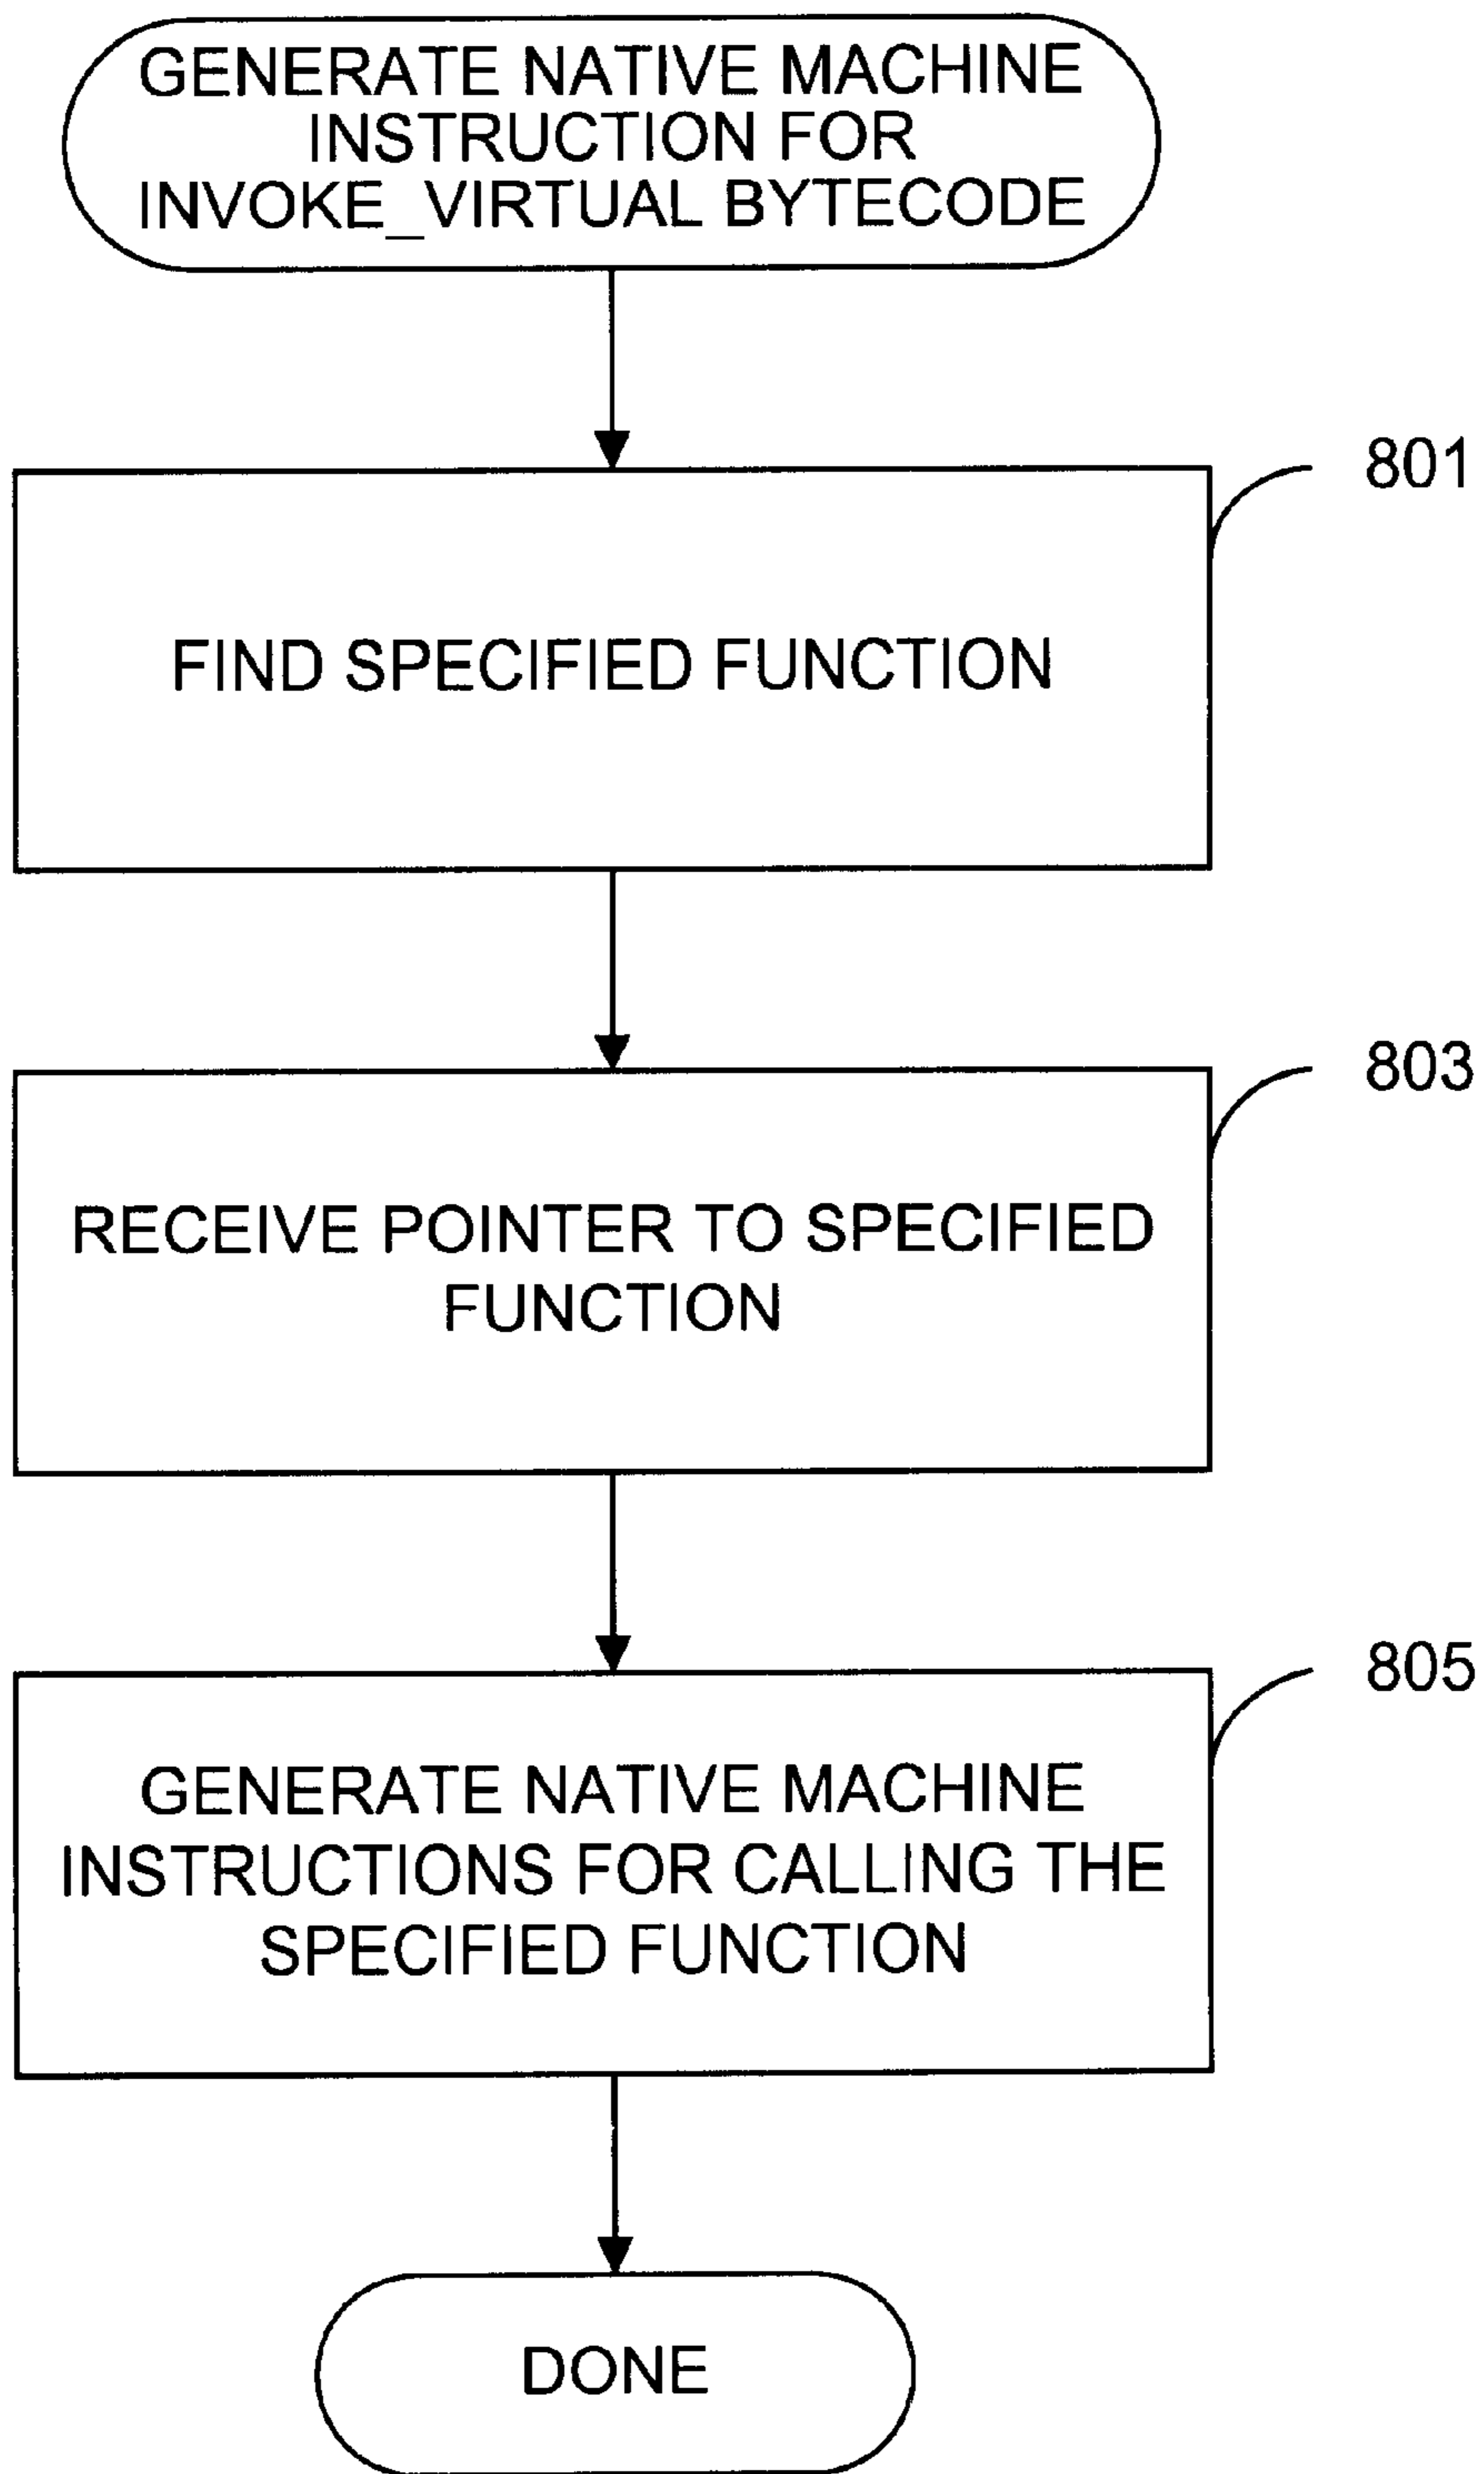 GENERATE NATIVE MACHINE
INSTRUCTION FOR
INVOKE_VIRTUAL BYTECODE
801
FIND SPECIFIED FUNCTION
803
RECEIVE POINTER TO SPECIFIED
FUNCTION
805
GENERATE NATIVE MACHINE
INSTRUCTIONS FOR CALLING THE
SPECIFIED FUNCTION
DONE